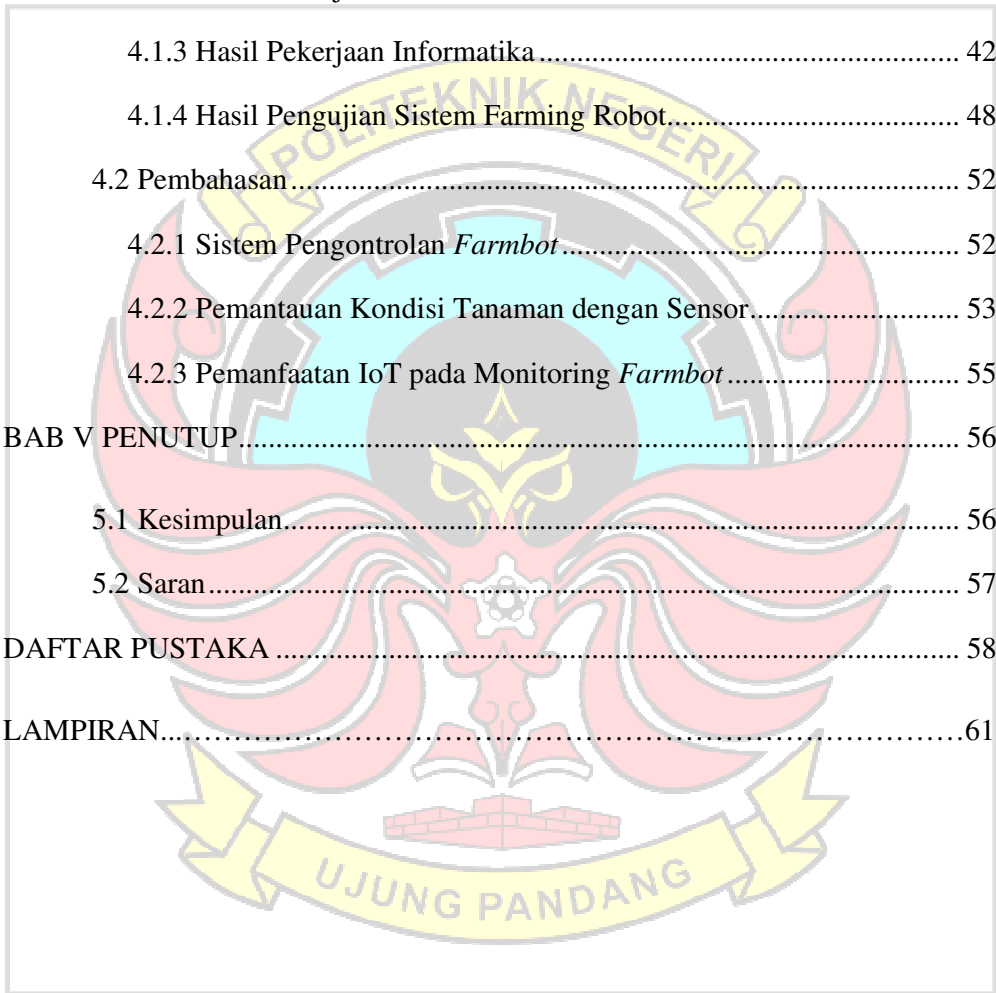 4.1.3 Hasil Pekerjaan Informatika .................................................... 42
4.1.4 Hasil Pengujian Sistem Farming Robot .................................... 48
4.2 Pembahasan ..................................................................................... 52
4.2.1 Sistem Pengontrolan Farmbot .................................................. 52
4.2.2 Pemantauan Kondisi Tanaman dengan Sensor .......................... 53
4.2.3 Pemanfaatan IoT pada Monitoring Farmbot ............................. 55
BAB V PENUTUP ................................................................................... 56
5.1 Kesimpulan ...................................................................................... 56
5.2 Saran ................................................................................................ 57
DAFTAR PUSTAKA ............................................................................... 58
LAMPIRAN .............................................................................................61
POLITEKNIK NEGERI
UJUNG PANDANG